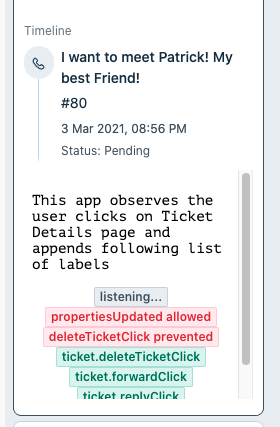 Timeline
I want to meet Patrick! My
best Friend!
#80
3 Mar 2021, 08:56 PM
Status: Pending
This app observes the
user clicks on Ticket
Details page and
appends following list
of labels
listening...
propertiesUpdated allowed
deleteTicketClick prevented
ticket.deleteTicketClick
ticket.forwardClick
ticket.replyClick